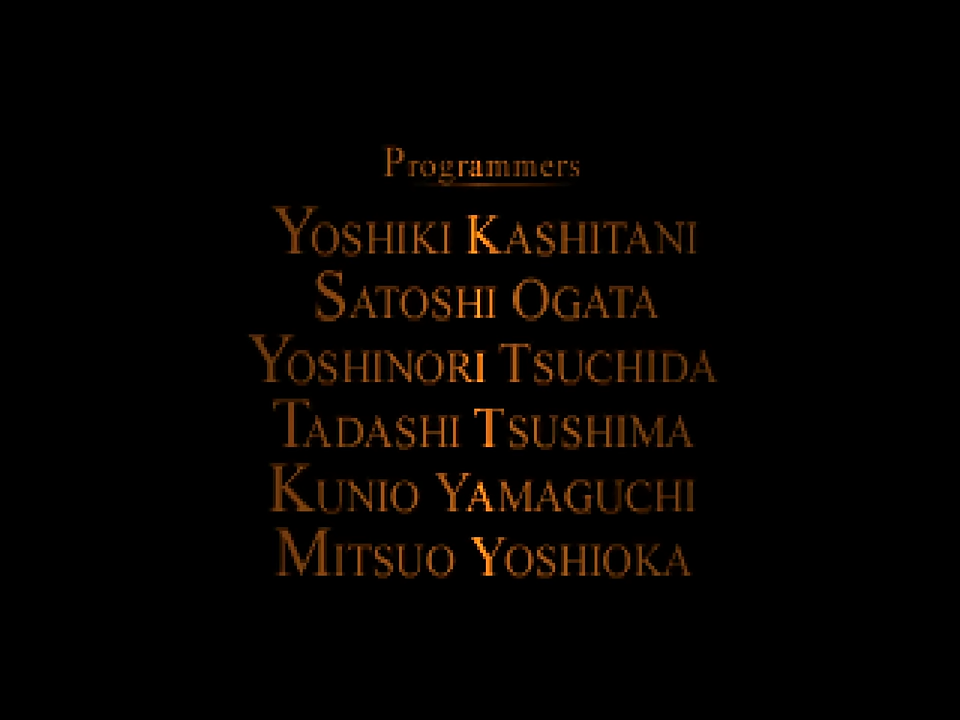 Programmers
Yoshiki Kashitani
Satoshi Ogata
Yoshinori Tsuchida
Tadashi Tsushima
Kunio Yamaguchi
Mitsuo Yoshioka